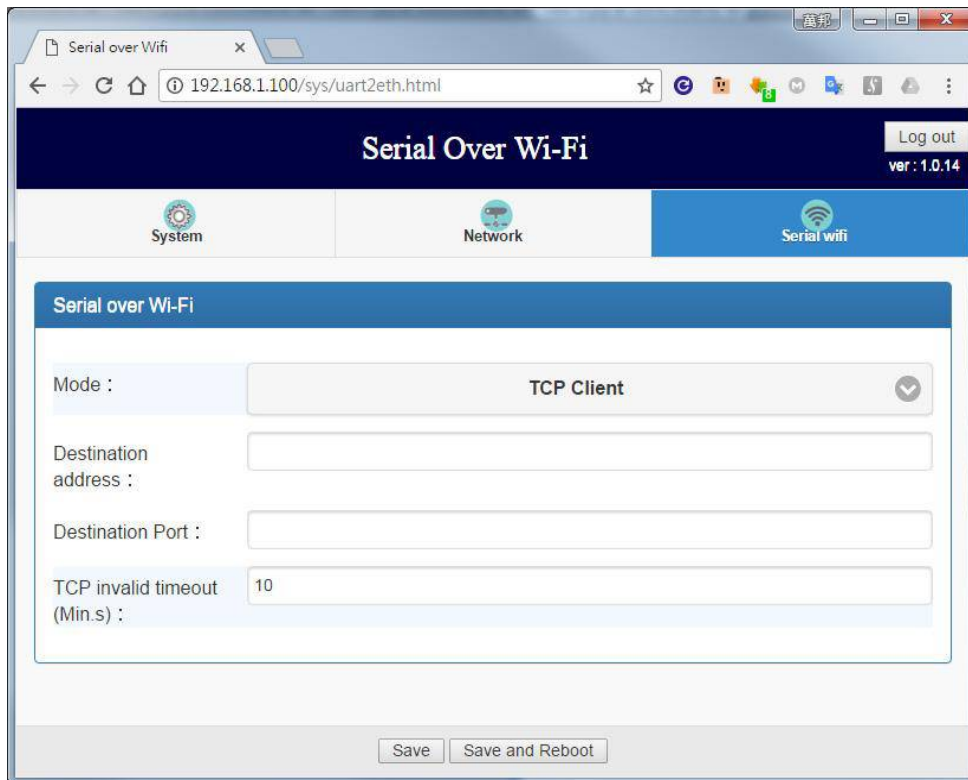 萬邦
Serial over Wifi
192.168.1.100/sys/uart2eth.html
8
Serial Over Wi-Fi
Log out
ver : 1.0.14
System
Network
Serial wifi
Serial over Wi-Fi
Mode :
TCP Client
Destination
address :
Destination Port :
TCP invalid timeout
(Min.s) :
10
Save
Save and Reboot